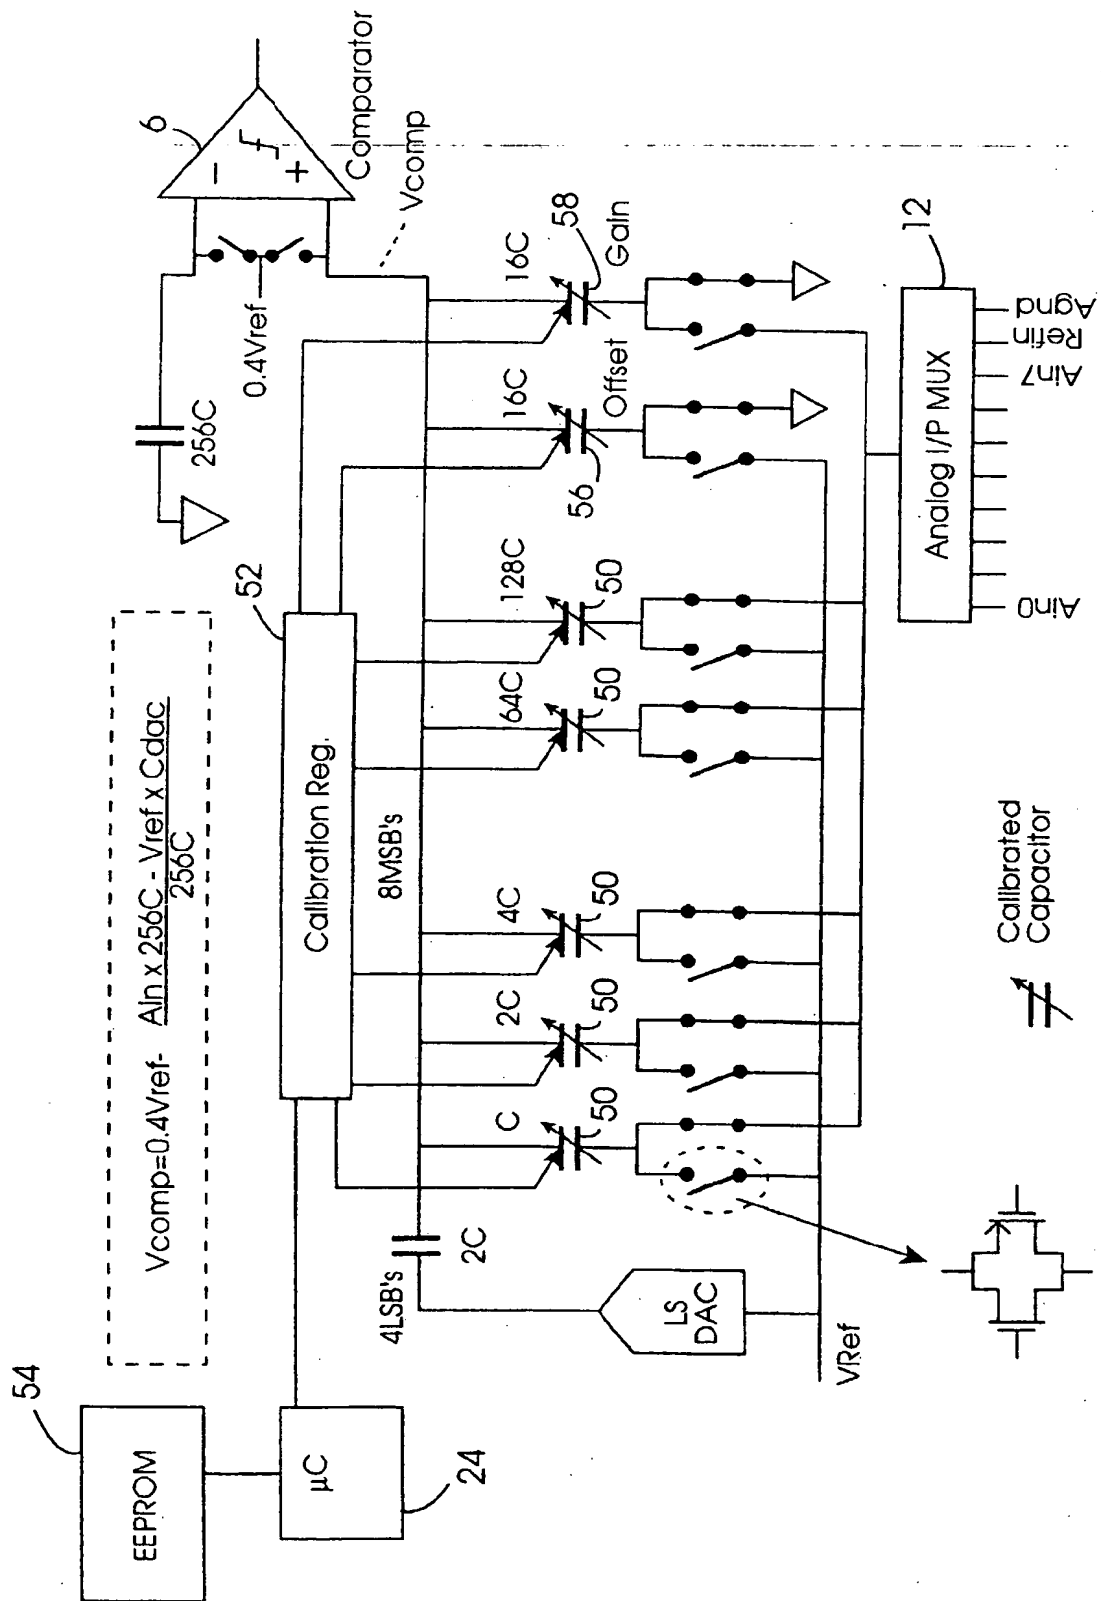 54
EEPROM
µC
24
Vcomp=0.4Vref- AIn x 256C - Vref x Cdac
256C
52
Calibration Reg.
256C
0.4Vref
6
-
+
Comparator
Vcomp
4LSB's
8MSB's
2C
C
2C
4C
64C
128C
16C
16C
50
50
50
50
50
56
Offset
58
Gain
LS
DAC
VRef
12
Analog I/P MUX
Ain0
Ain7
Refin
Agnd
Calibrated
Capacitor